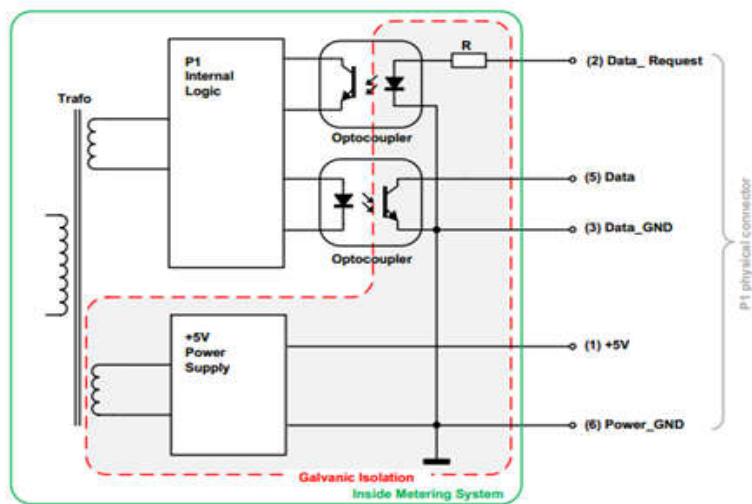 P1
Internal
Logic
Trafo
R
(2) Data_ Request
Optocoupler
(5) Data
(3) Data_GND
Optocoupler
P1 physical connector
+5V
Power
Supply
(1) +5V
(6) Power_GND
Galvanic Isolation
Inside Metering System